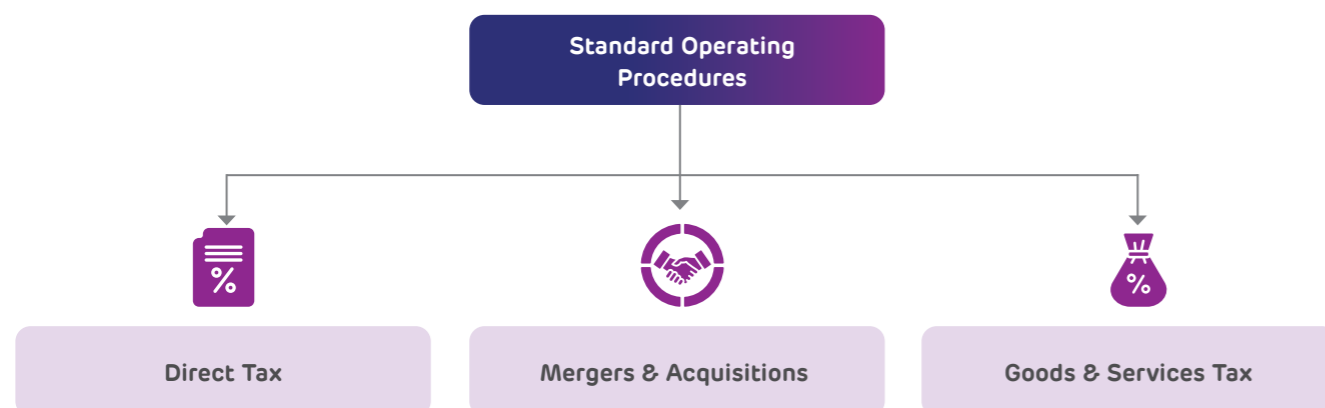 Standard Operating
Procedures
%
%
Direct Tax
Mergers & Acquisitions
Goods & Services Tax